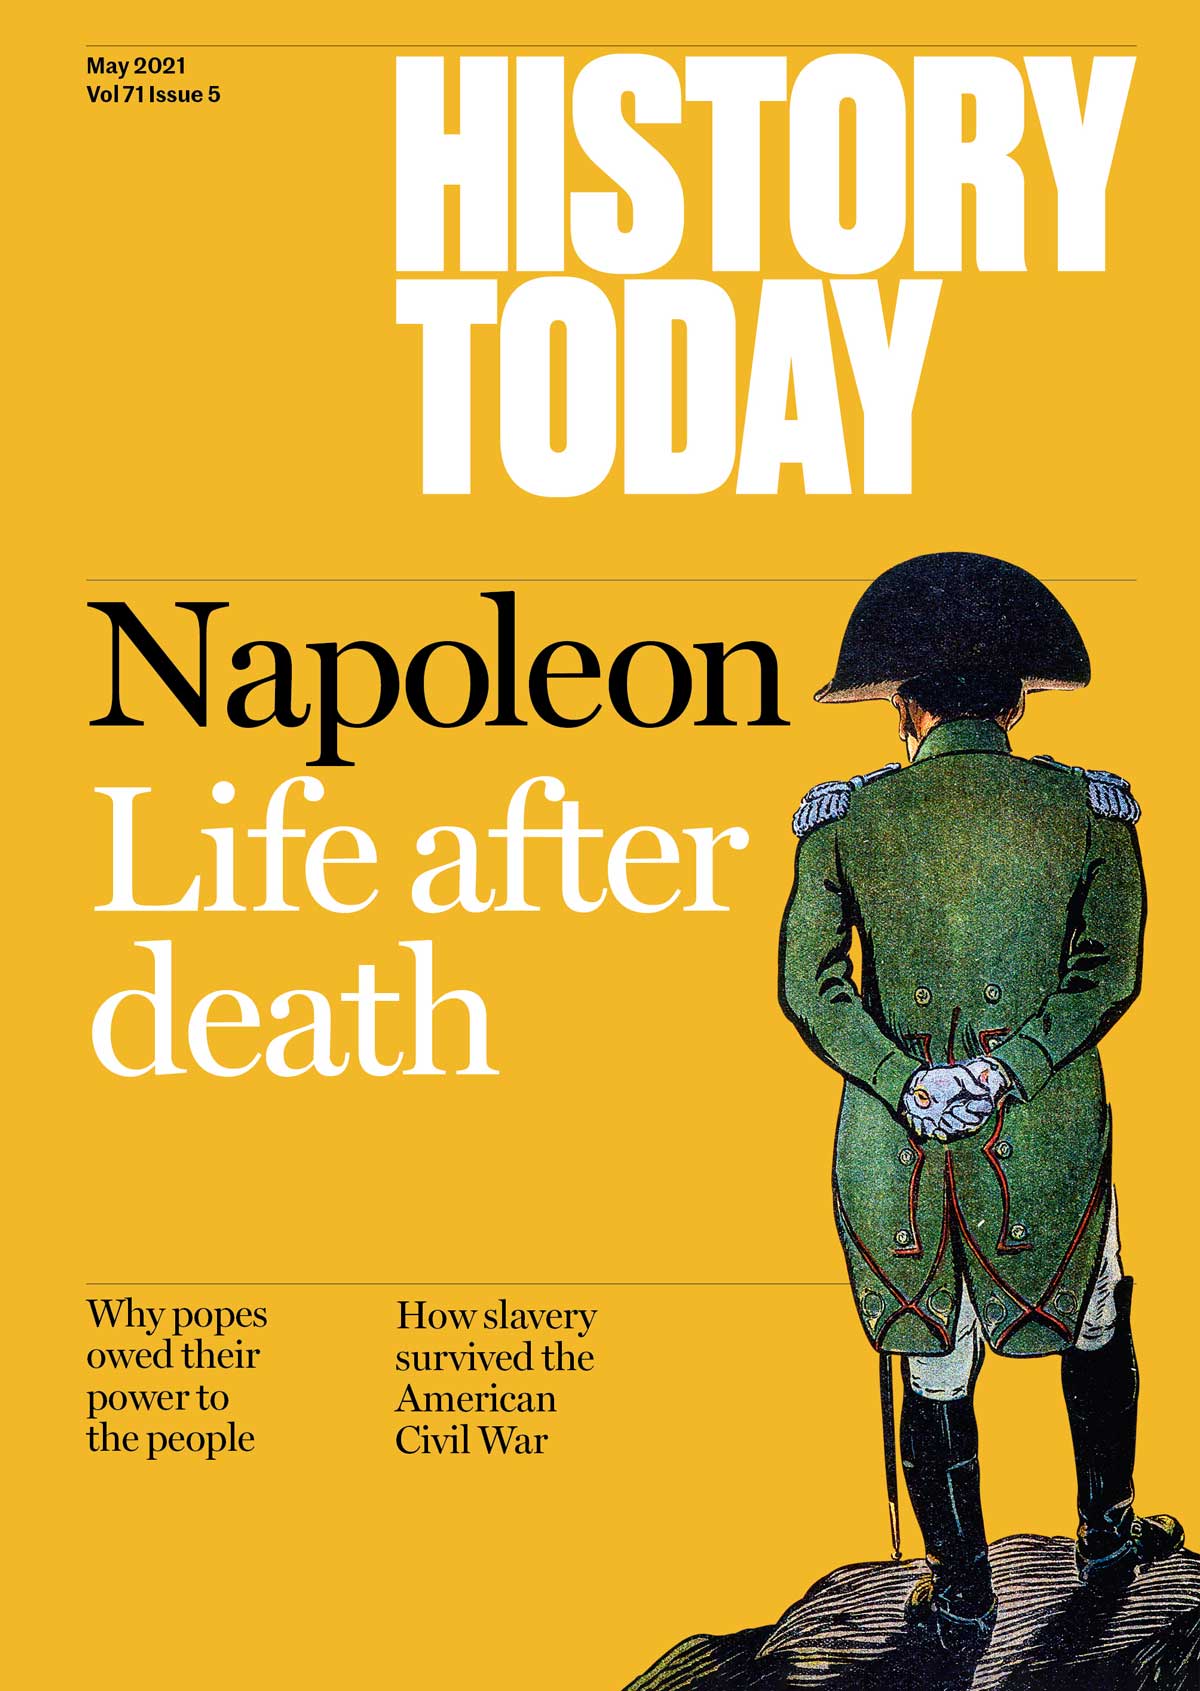 May 2021
Vol 71 Issue 5
HISTORY
TODAY
Napoleon
Life after
death
Why popes
owed their
power to
the people
How slavery
survived the
American
Civil War